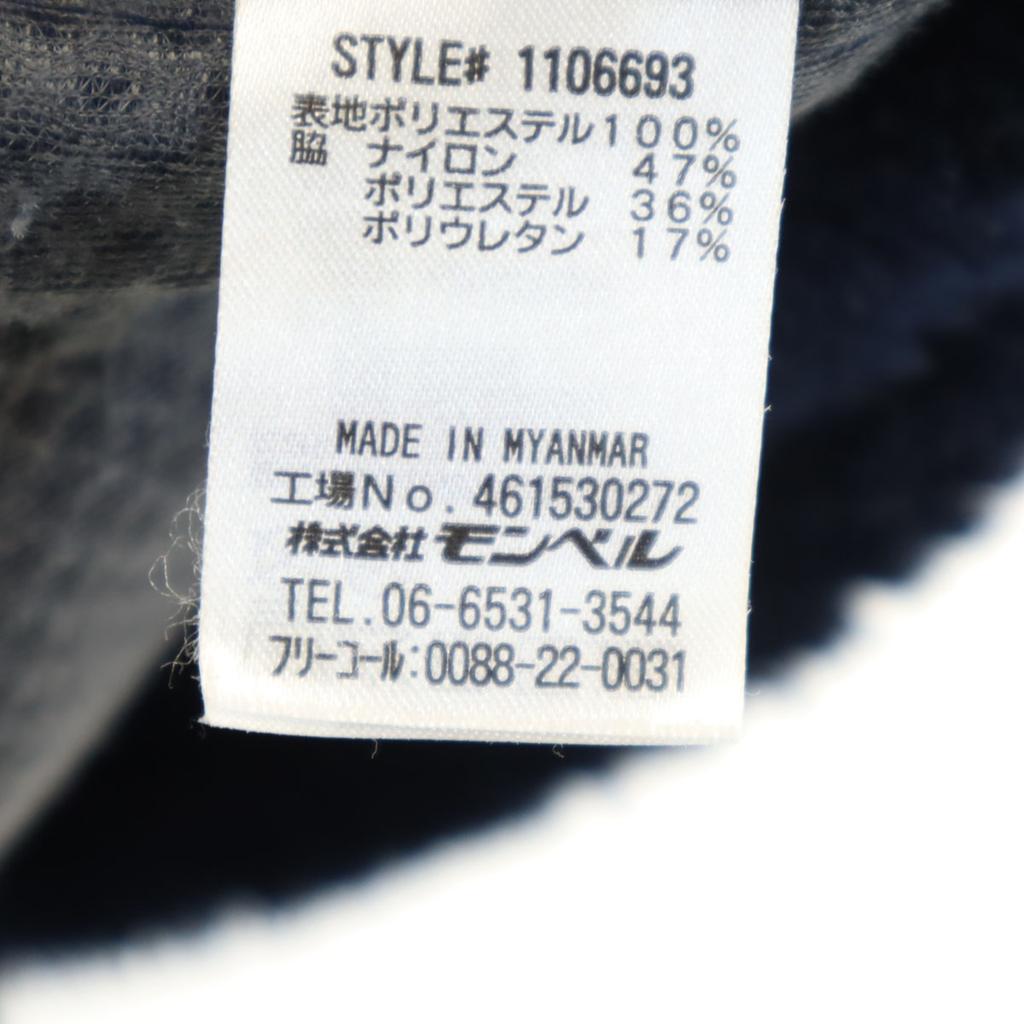 STYLE# 1106693
表地ポリエステル100%
脇 ナイロン 47%
ポリエステル 36%
ポリウレタン 17%
MADE IN MYANMAR
工場No.461530272
株式会社モンベル
TEL.06-6531-3544
フリーコール:0088-22-0031